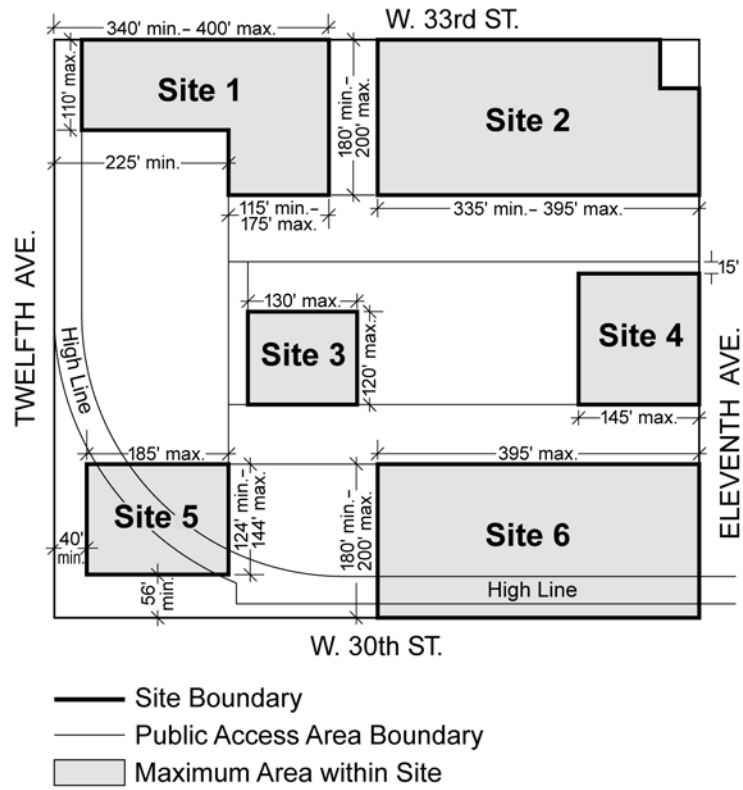 340' min.– 400' max.
W. 33rd ST.
110' max.
Site 1
180' min.–
200' max.
Site 2
225' min.
115' min.–
175' max.
335' min.– 395' max.
15'
TWELFTH AVE.
High Line
130' max.
Site 3
120' max.
Site 4
145' max.
ELEVENTH AVE.
185' max.
395' max.
Site 5
124' min.–
144' max.
180' min.–
200' max.
Site 6
40'
min.
56'
min.
High Line
W. 30th ST.
Site Boundary
Public Access Area Boundary
Maximum Area within Site